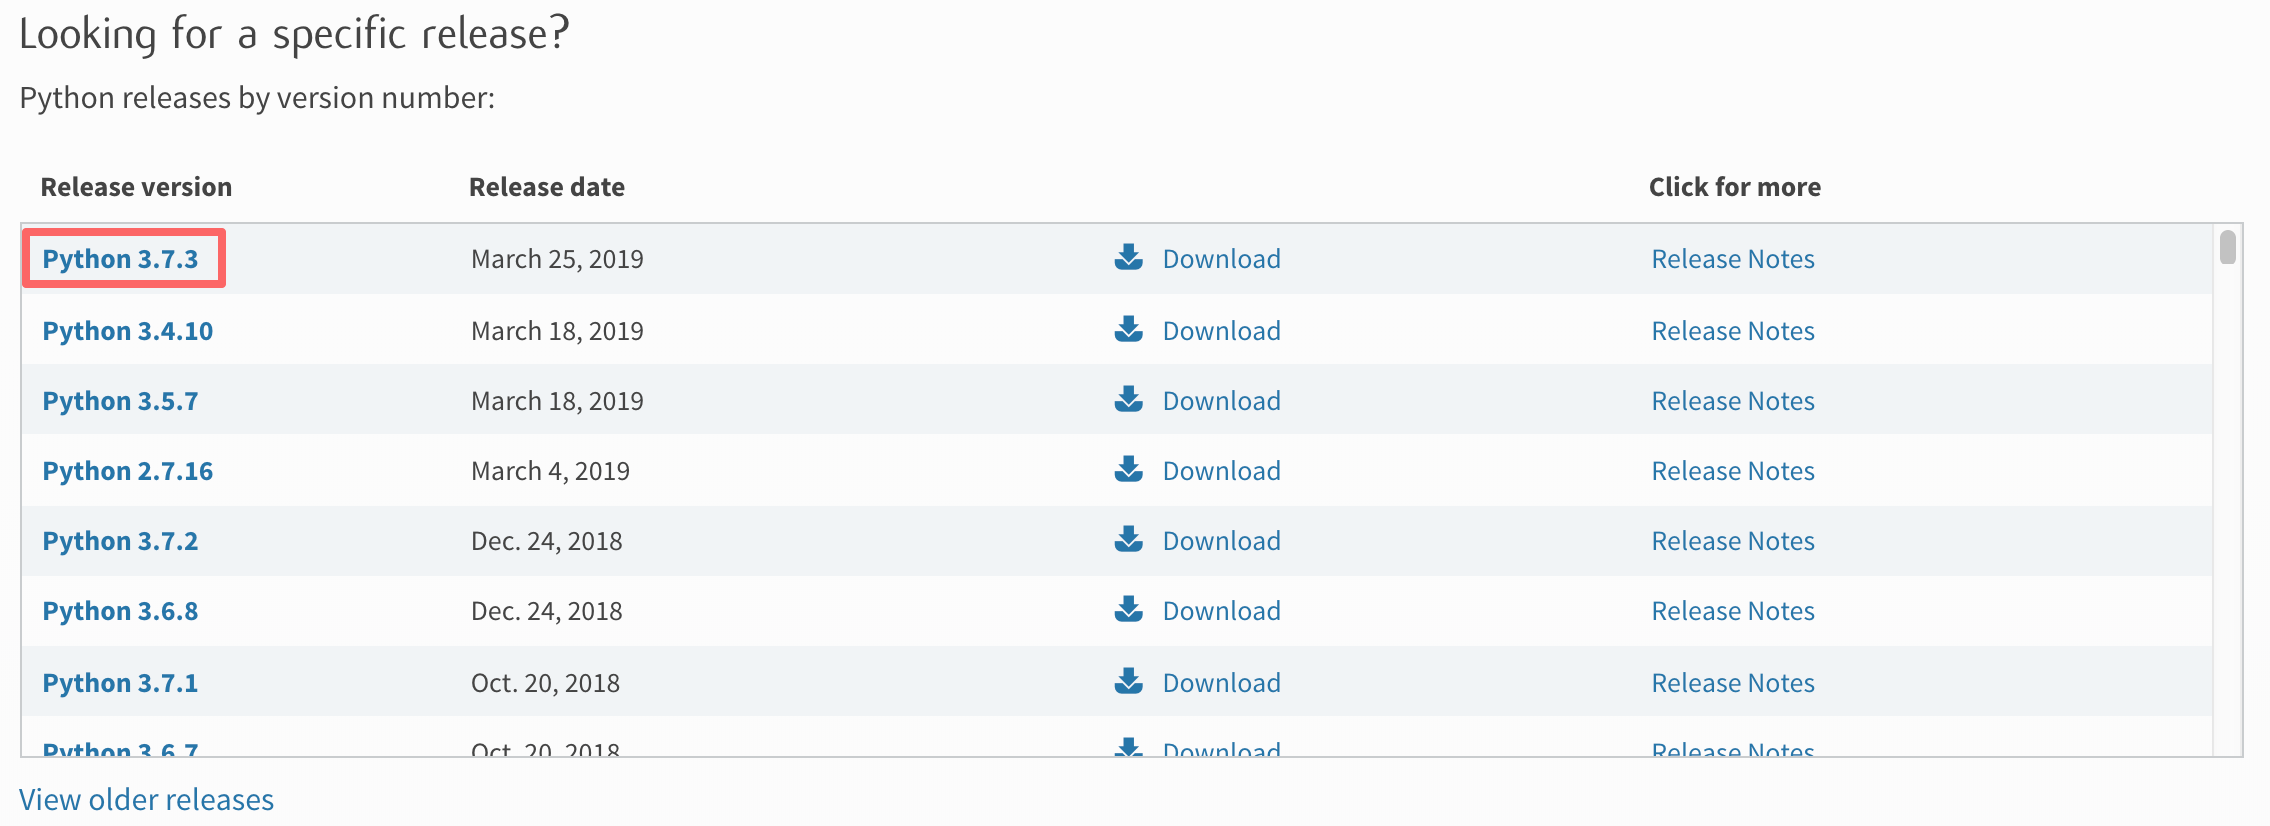 Looking for a specific release?
Python releases by version number:
Release version Release date Click for more
Python 3.7.3 March 25, 2019 Download Release Notes
Python 3.4.10 March 18, 2019 Download Release Notes
Python 3.5.7 March 18, 2019 Download Release Notes
Python 2.7.16 March 4, 2019 Download Release Notes
Python 3.7.2 Dec. 24, 2018 Download Release Notes
Python 3.6.8 Dec. 24, 2018 Download Release Notes
Python 3.7.1 Oct. 20, 2018 Download Release Notes
Python 3.6.7 Oct. 20, 2018 Download Release Notes
View older releases